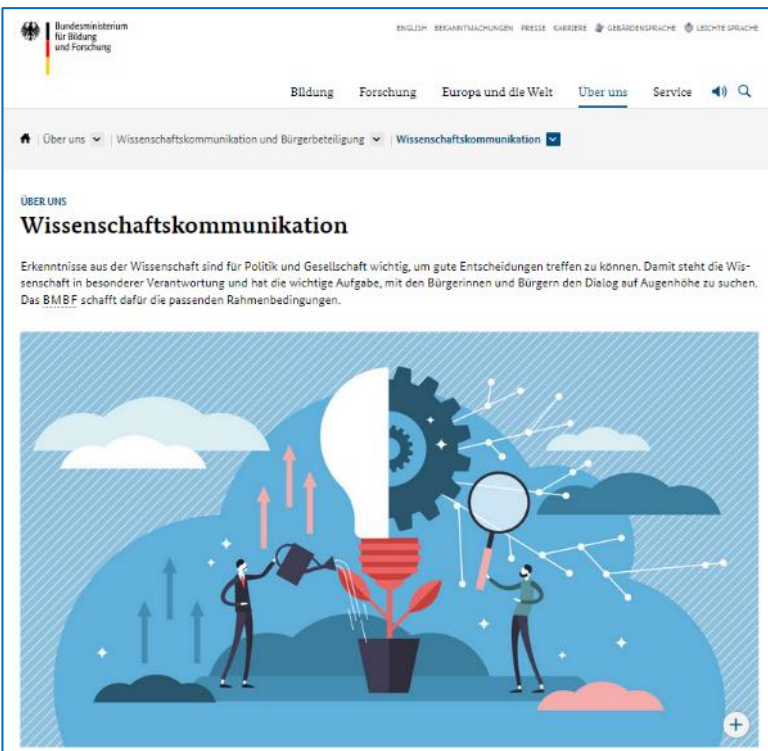 Bundesministerium
für Bildung
und Forschung
ENGLISH BEKANNTMACHUNGEN PRESSE KARRIERE GEBÄRDENSPRACHE LEICHTE SPRACHE
Bildung Forschung Europa und die Welt Über uns Service
Über uns | Wissenschaftskommunikation und Bürgerbeteiligung | Wissenschaftskommunikation
ÜBER UNS
Wissenschaftskommunikation
Erkenntnisse aus der Wissenschaft sind für Politik und Gesellschaft wichtig, um gute Entscheidungen treffen zu können. Damit steht die Wis-
senschaft in besonderer Verantwortung und hat die wichtige Aufgabe, mit den Bürgerinnen und Bürgern den Dialog auf Augenhöhe zu suchen.
Das BMBF schafft dafür die passenden Rahmenbedingungen.